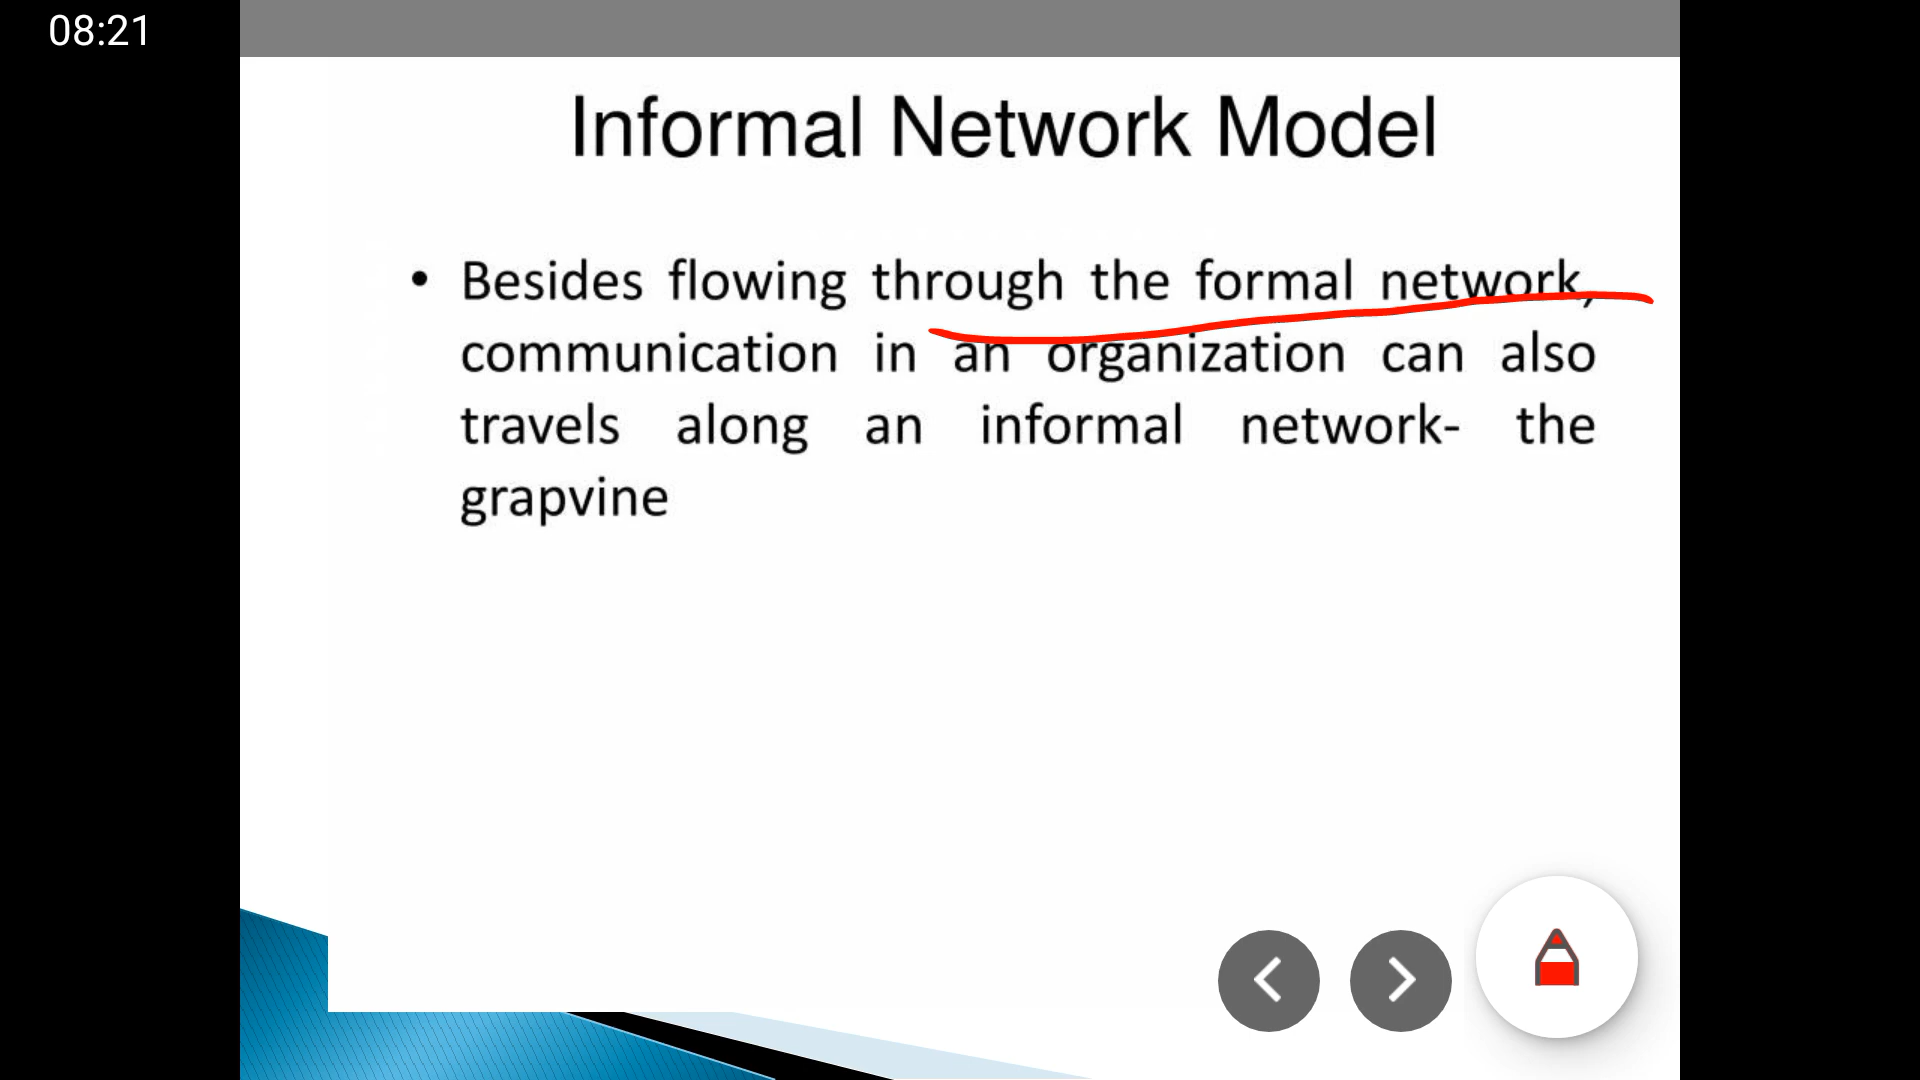 08:21
Informal Network Model
• Besides flowing through the formal network,
communication in an organization can also
travels along an informal network- the
grapvine